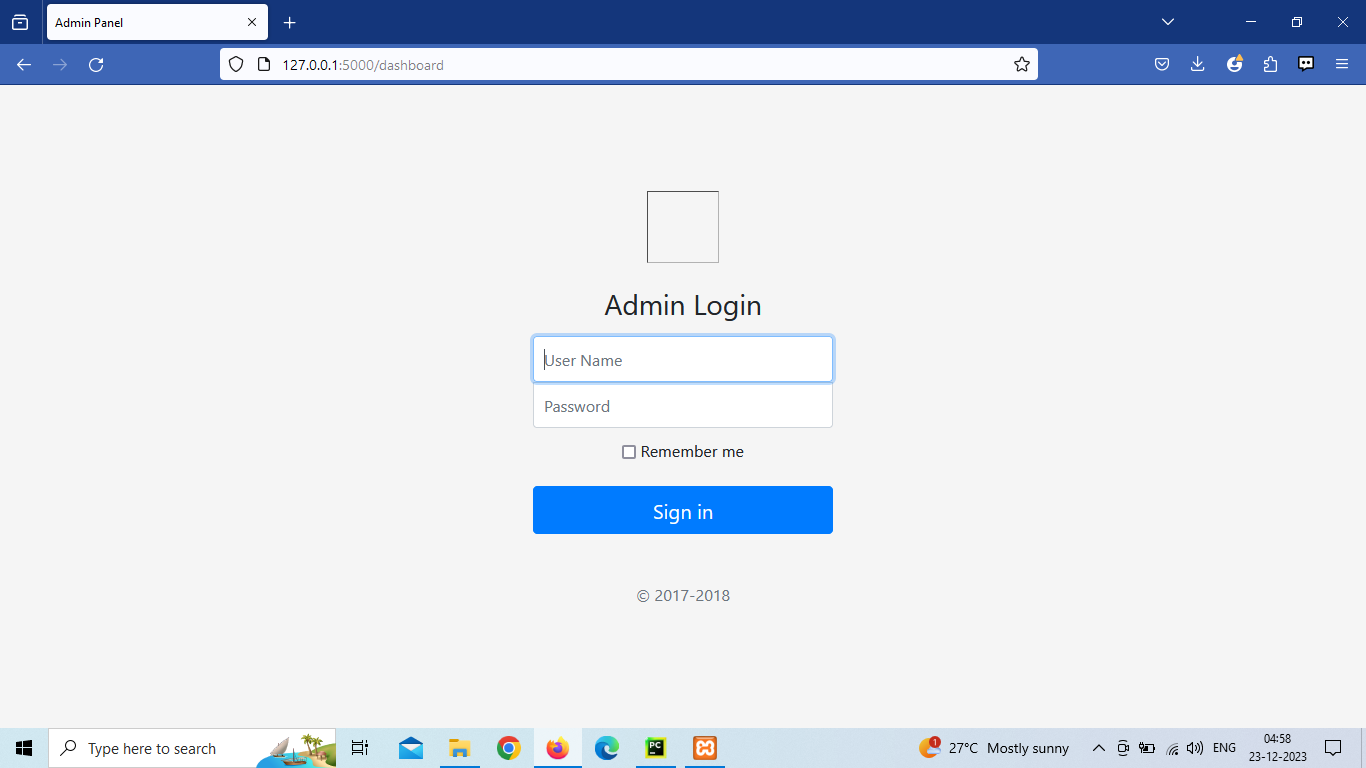 Admin Panel
127.0.0.1:5000/dashboard
Admin Login
User Name
Password
Remember me
Sign in
© 2017-2018
Type here to search
PC
1
27°C Mostly sunny
ENG
04:58
23-12-2023